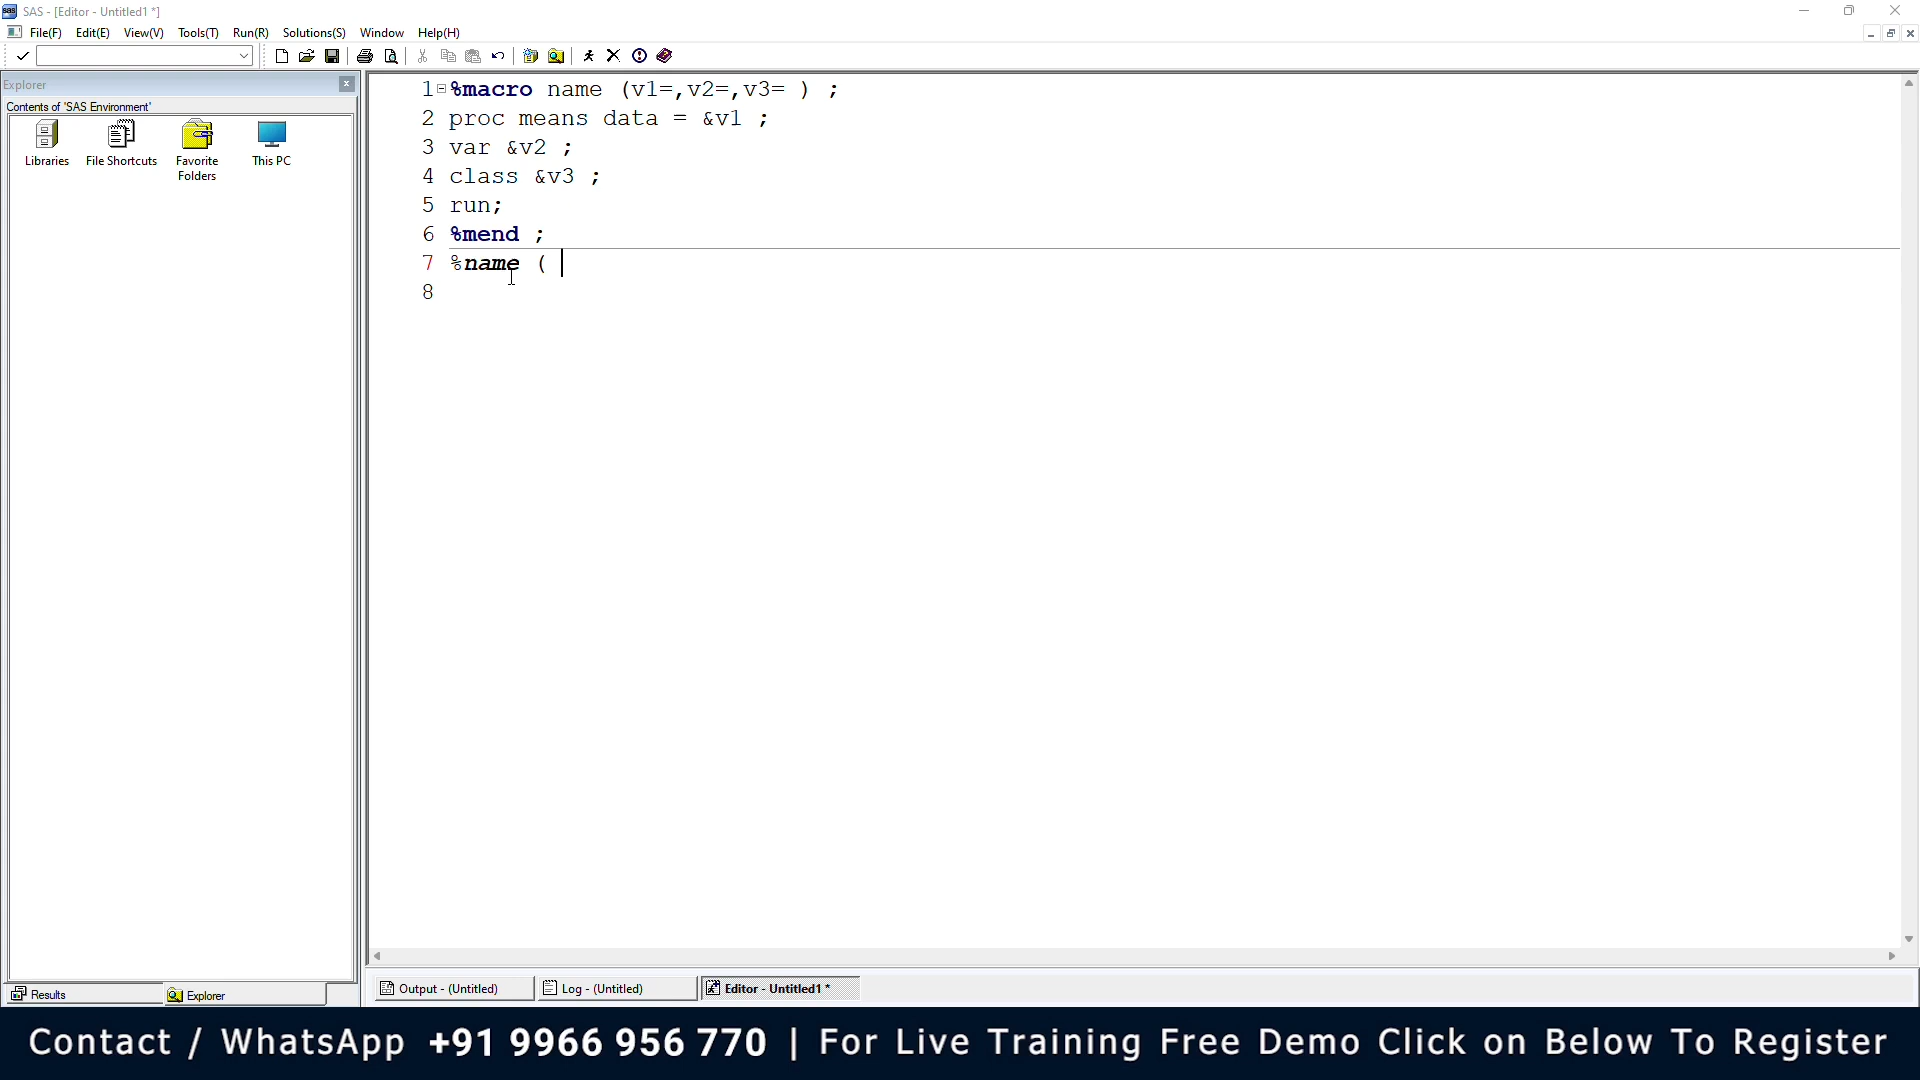 SAS - [Editor - Untitled1 *]
File(F) Edit(E) View(V) Tools(T) Run(R) Solutions(S) Window Help(H)
Explorer
Contents of 'SAS Environment'
Libraries File Shortcuts Favorite Folders This PC
1 %macro name (v1=,v2=,v3= ) ;
2 proc means data = &v1 ;
3 var &v2 ;
4 class &v3 ;
5 run;
6 %mend ;
7 %name (
8
Results Explorer
Output - (Untitled) Log - (Untitled) Editor - Untitled1 *
Contact / WhatsApp +91 9966 956 770 | For Live Training Free Demo Click on Below To Register